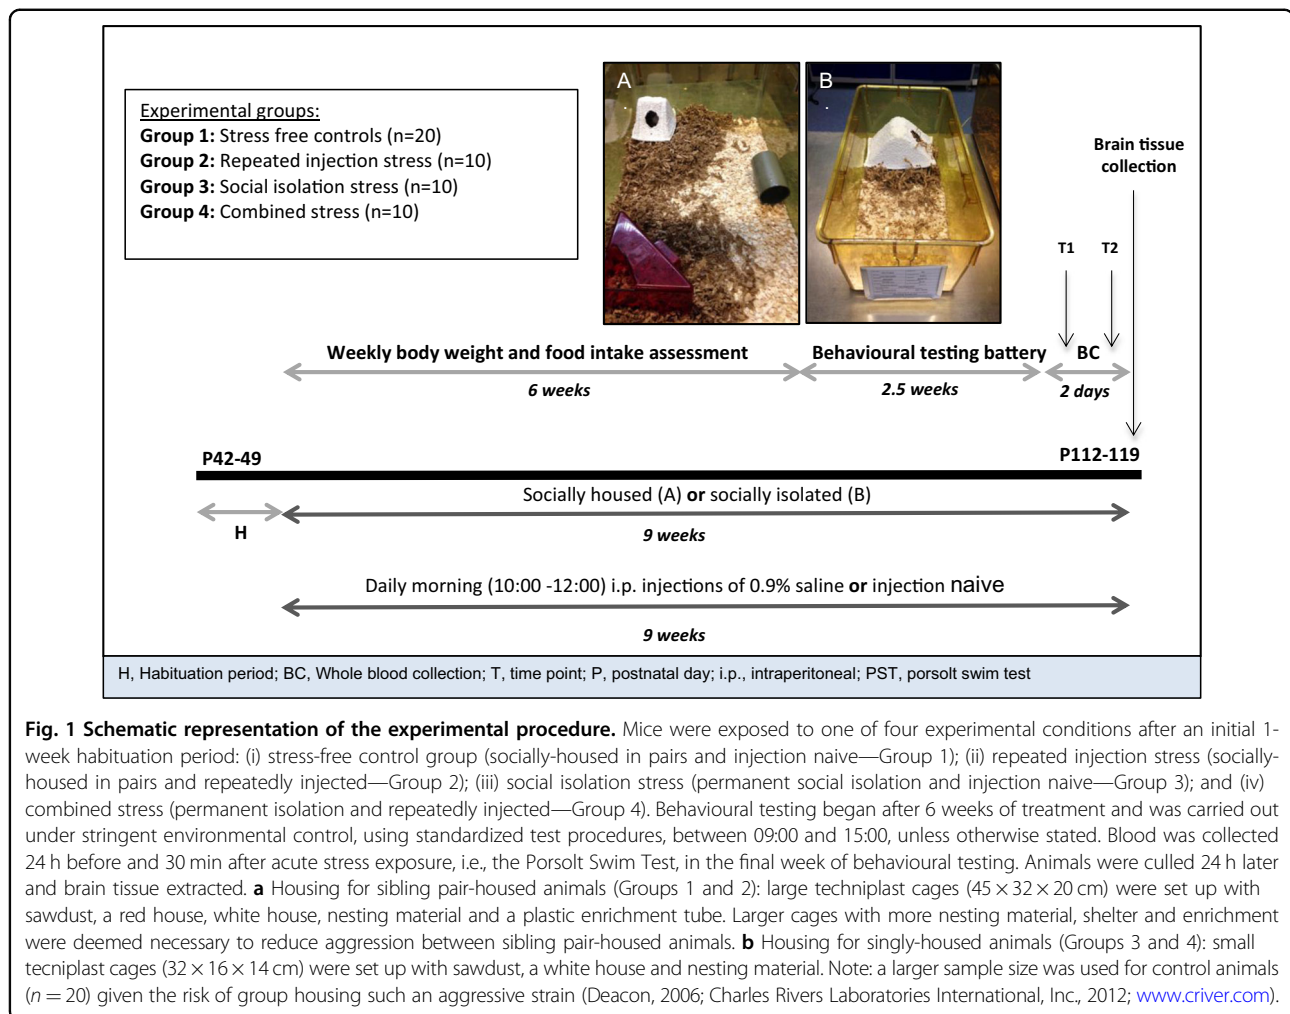 Experimental groups:
Group 1: Stress free controls (n=20)
Group 2: Repeated injection stress (n=10)
Group 3: Social isolation stress (n=10)
Group 4: Combined stress (n=10)
A
B
Brain tissue
collection
T1
T2
Weekly body weight and food intake assessment
Behavioural testing battery
BC
6 weeks
2.5 weeks
2 days
P42-49
P112-119
Socially housed (A) or socially isolated (B)
H
9 weeks
Daily morning (10:00 -12:00) i.p. injections of 0.9% saline or injection naive
9 weeks
H, Habituation period; BC, Whole blood collection; T, time point; P, postnatal day; i.p., intraperitoneal; PST, porsolt swim test
Fig. 1 Schematic representation of the experimental procedure. Mice were exposed to one of four experimental conditions after an initial 1-
week habituation period: (i) stress-free control group (socially-housed in pairs and injection naive—Group 1); (ii) repeated injection stress (socially-
housed in pairs and repeatedly injected—Group 2); (iii) social isolation stress (permanent social isolation and injection naive—Group 3); and (iv)
combined stress (permanent isolation and repeatedly injected—Group 4). Behavioural testing began after 6 weeks of treatment and was carried out
under stringent environmental control, using standardized test procedures, between 09:00 and 15:00, unless otherwise stated. Blood was collected
24 h before and 30 min after acute stress exposure, i.e., the Porsolt Swim Test, in the final week of behavioural testing. Animals were culled 24 h later
and brain tissue extracted. a Housing for sibling pair-housed animals (Groups 1 and 2): large techniplast cages (45 × 32 × 20 cm) were set up with
sawdust, a red house, white house, nesting material and a plastic enrichment tube. Larger cages with more nesting material, shelter and enrichment
were deemed necessary to reduce aggression between sibling pair-housed animals. b Housing for singly-housed animals (Groups 3 and 4): small
tecniplast cages (32 × 16 × 14 cm) were set up with sawdust, a white house and nesting material. Note: a larger sample size was used for control animals
(n = 20) given the risk of group housing such an aggressive strain (Deacon, 2006; Charles Rivers Laboratories International, Inc., 2012; www.criver.com).